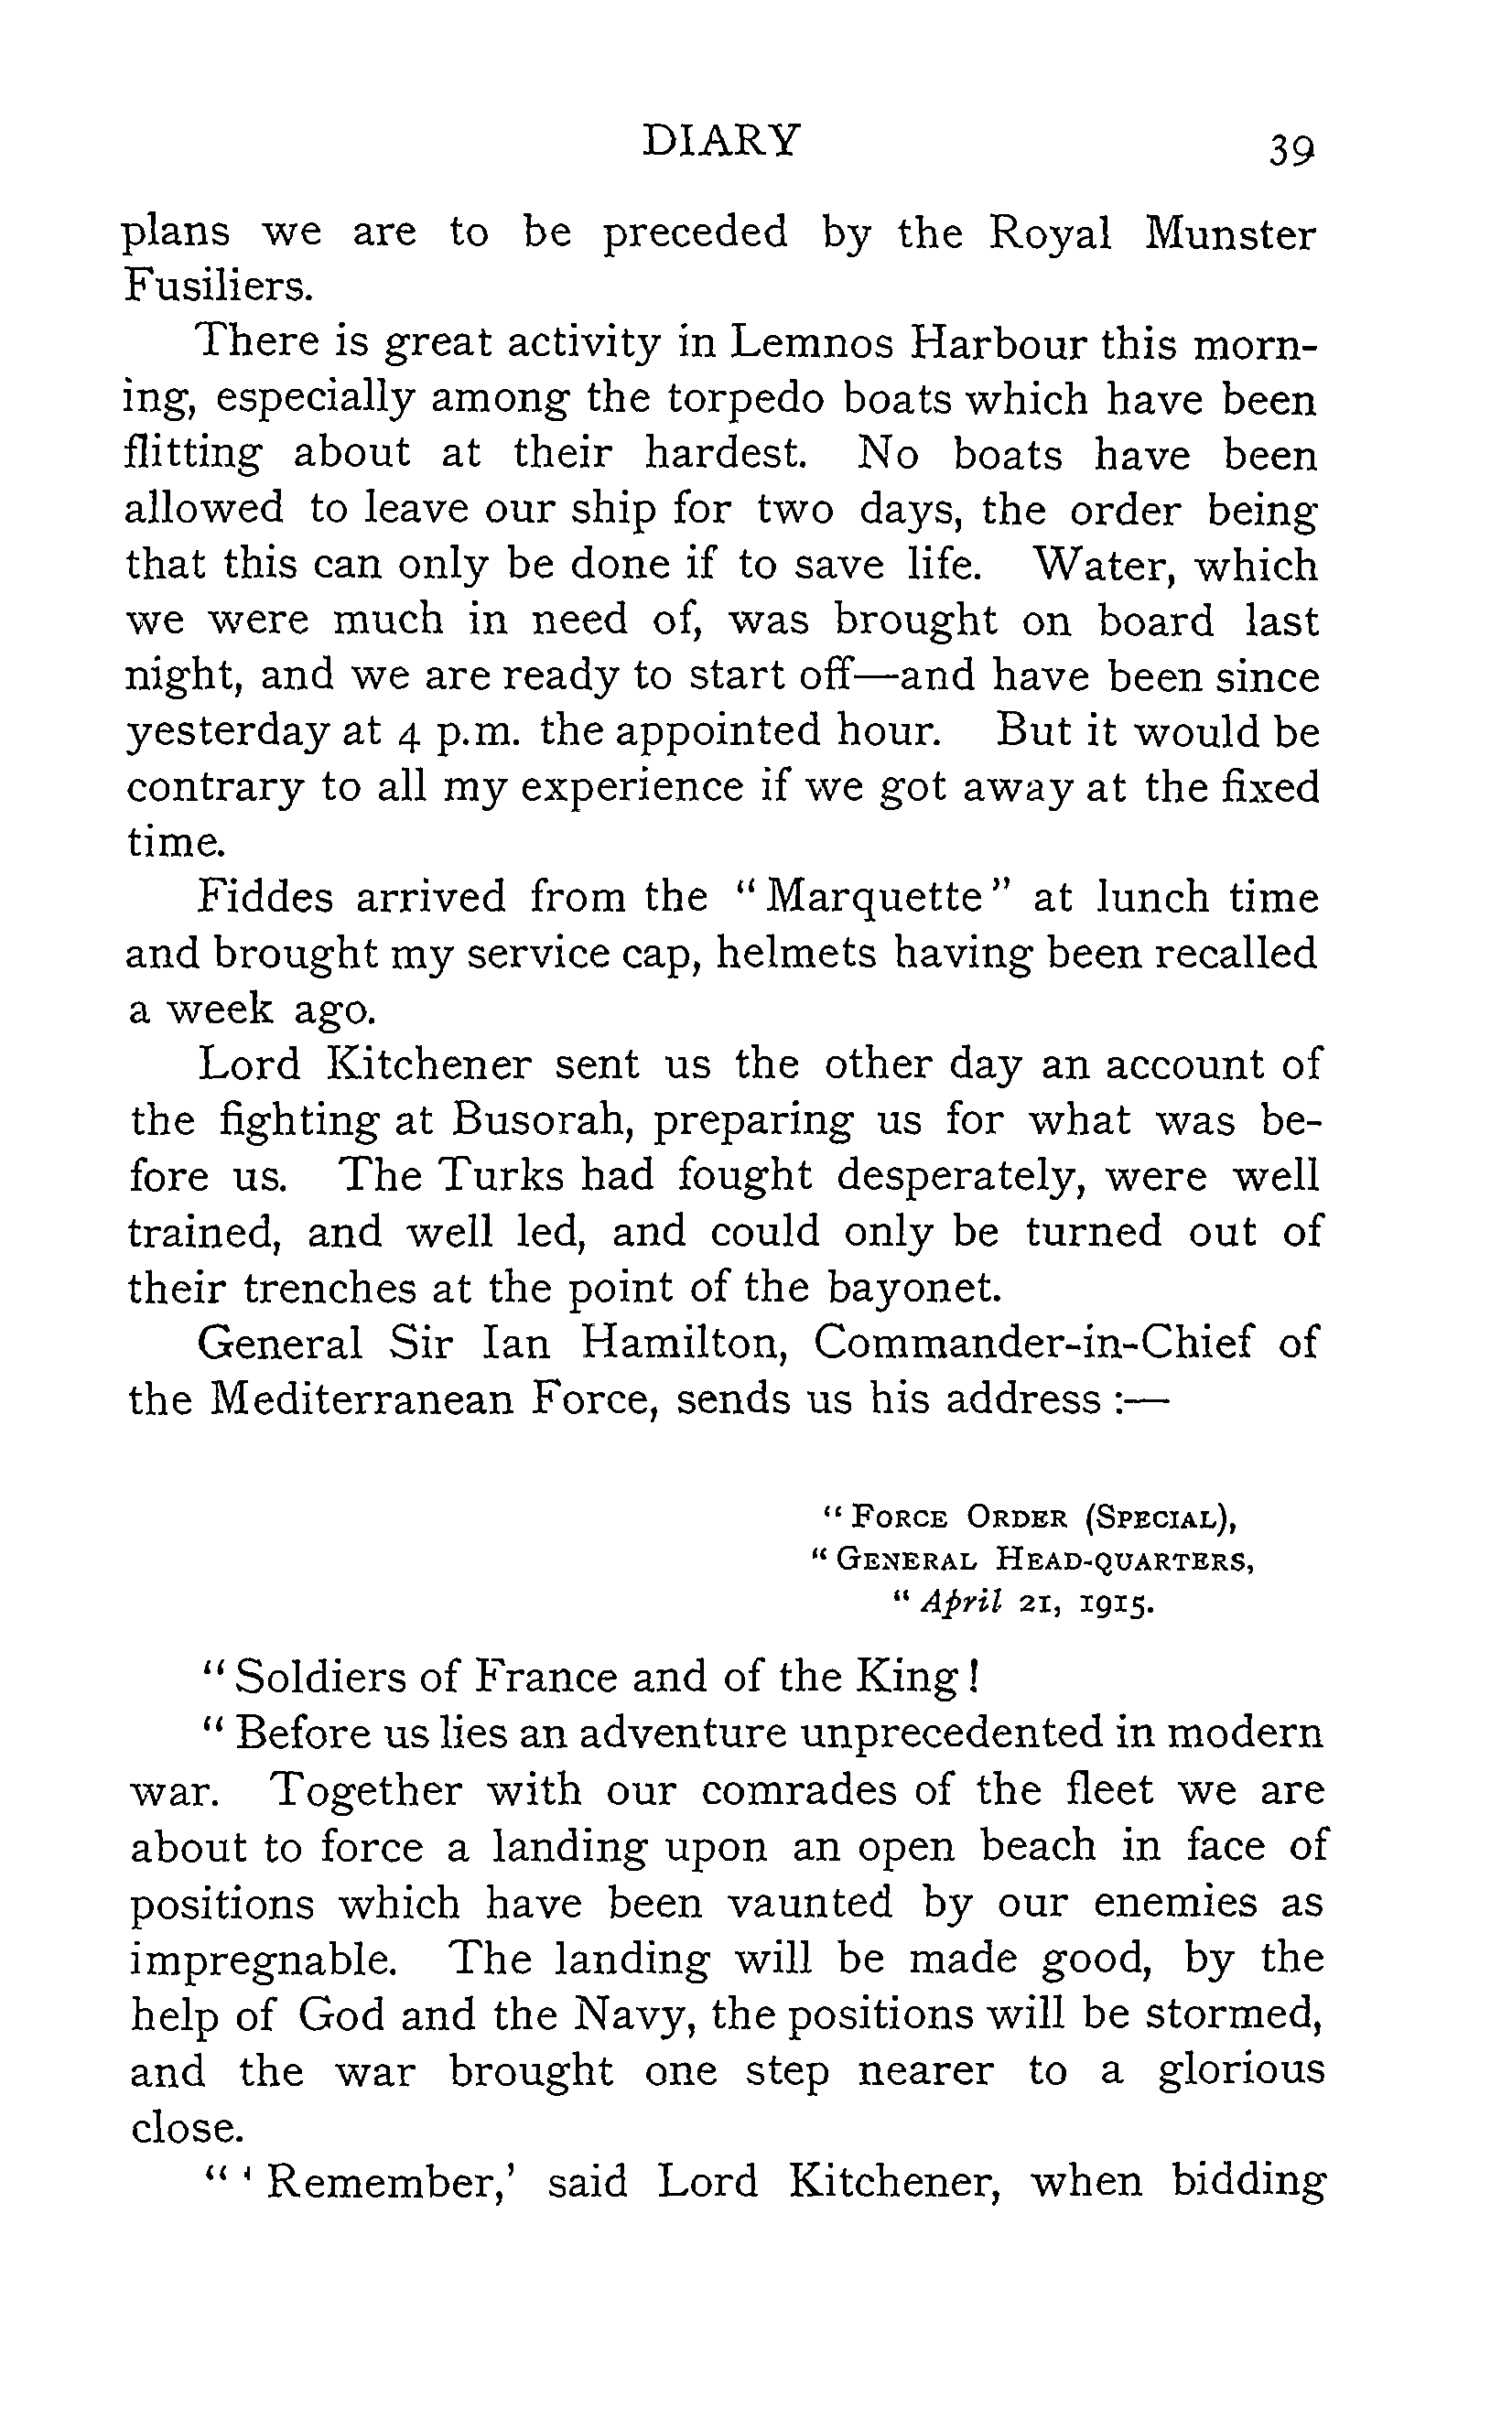 DIARY 39
plans we are to be preceded by the Royal Munster
Fusiliers.
There is great activity in Lemnos Harbour this morn-
ing, especially among the torpedo boats which have been
flitting about at their hardest. No boats have been
allowed to leave our ship for two days, the order being
that this can only be done if to save life. Water, which
we were much in need of, was brought on board last
night, and we are ready to start off—and have been since
yesterday at 4 p.m. the appointed hour. But it would be
contrary to all my experience if we got away at the fixed
time.
Fiddes arrived from the "Marquette" at lunch time
and brought my service cap, helmets having been recalled
a week ago.
Lord Kitchener sent us the other day an account of
the fighting at Busorah, preparing us for what was be-
fore us. The Turks had fought desperately, were well
trained, and well led, and could only be turned out of
their trenches at the point of the bayonet.
General Sir Ian Hamilton, Commander-in-Chief of
the Mediterranean Force, sends us his address :—
"Force Order (Special),
"General Head-quarters,
"April 21, 1915.
"Soldiers of France and of the King!
"Before us lies an adventure unprecedented in modern
war. Together with our comrades of the fleet we are
about to force a landing upon an open beach in face of
positions which have been vaunted by our enemies as
impregnable. The landing will be made good, by the
help of God and the Navy, the positions will be stormed,
and the war brought one step nearer to a glorious
close.
"'Remember,' said Lord Kitchener, when bidding